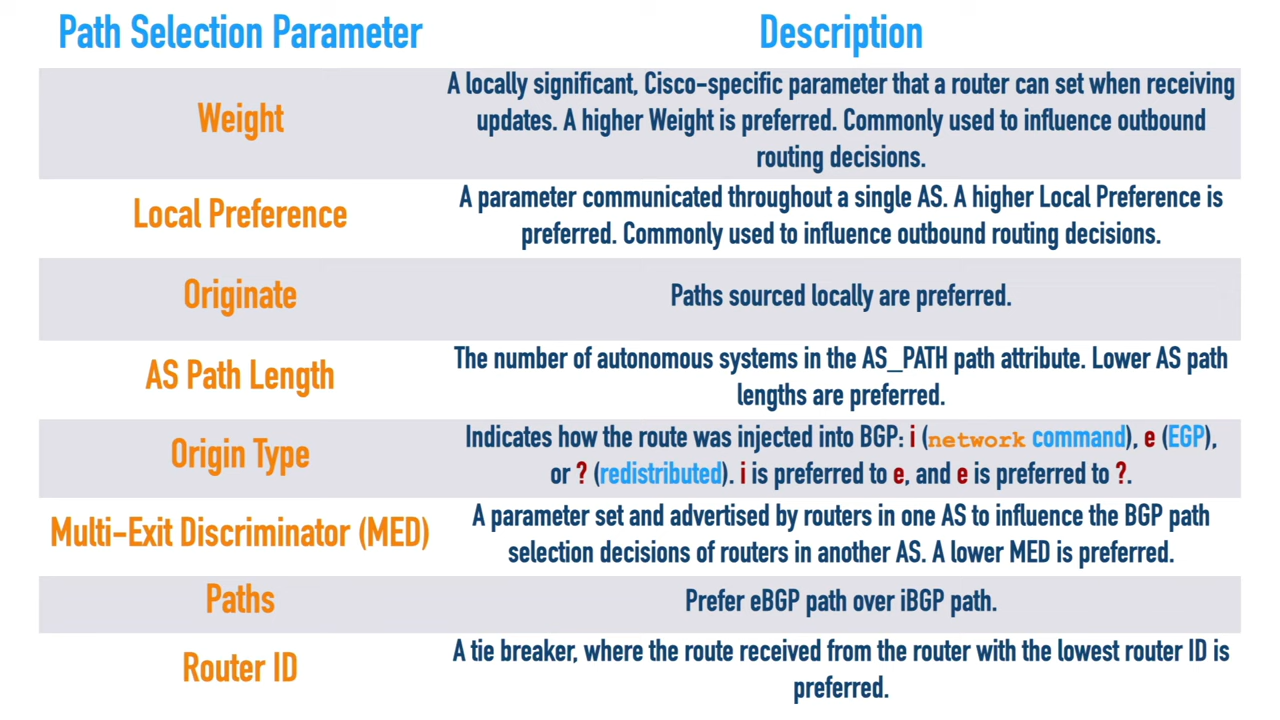 Path Selection Parameter
Description
Weight
A locally significant, Cisco-specific parameter that a router can set when receiving
updates. A higher Weight is preferred. Commonly used to influence outbound
routing decisions.
Local Preference
A parameter communicated throughout a single AS. A higher Local Preference is
preferred. Commonly used to influence outbound routing decisions.
Originate
Paths sourced locally are preferred.
AS Path Length
The number of autonomous systems in the AS_PATH path attribute. Lower AS path
lengths are preferred.
Origin Type
Indicates how the route was injected into BGP: i (network command), e (EGP),
or ? (redistributed). i is preferred to e, and e is preferred to ?.
Multi-Exit Discriminator (MED)
A parameter set and advertised by routers in one AS to influence the BGP path
selection decisions of routers in another AS. A lower MED is preferred.
Paths
Prefer eBGP path over iBGP path.
Router ID
A tie breaker, where the route received from the router with the lowest router ID is
preferred.